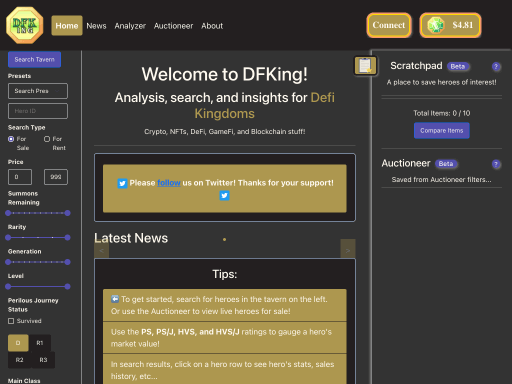 DFK
ING
Home
News
Analyzer
Auctioneer
About
Connect
$4.81
Search Tavern
Presets
Search Pres
Hero ID
Search Type
For
Sale
For
Rent
Price
0
999
Summons
Remaining
Rarity
Generation
Level
Perilous Journey
Status
Survived
D
R1
R2
R3
Main Class
Welcome to DFKing!
Analysis, search, and insights for Defi
Kingdoms
Crypto, NFTs, DeFi, GameFi, and Blockchain stuff!
Please follow us on Twitter! Thanks for your support!
Latest News
<
>
Tips:
To get started, search for heroes in the tavern on the left.
Or use the Auctioneer to view live heroes for sale!
Use the PS, PS/J, HVS, and HVS/J ratings to gauge a hero's
market value!
In search results, click on a hero row to see hero's stats, sales
history, etc...
Scratchpad Beta ?
A place to save heroes of interest!
Total Items: 0 / 10
Compare Items
Auctioneer Beta ?
Saved from Auctioneer filters...